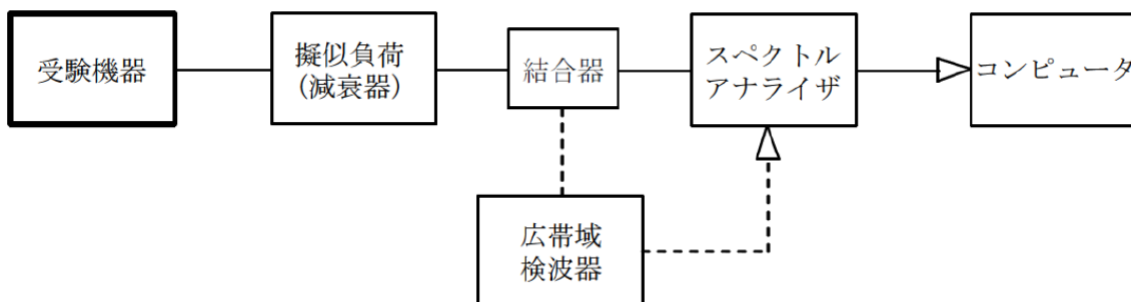 受験機器
擬似負荷
(減衰器)
結合器
スペクトル
アナライザ
コンピュータ
広帯域
検波器